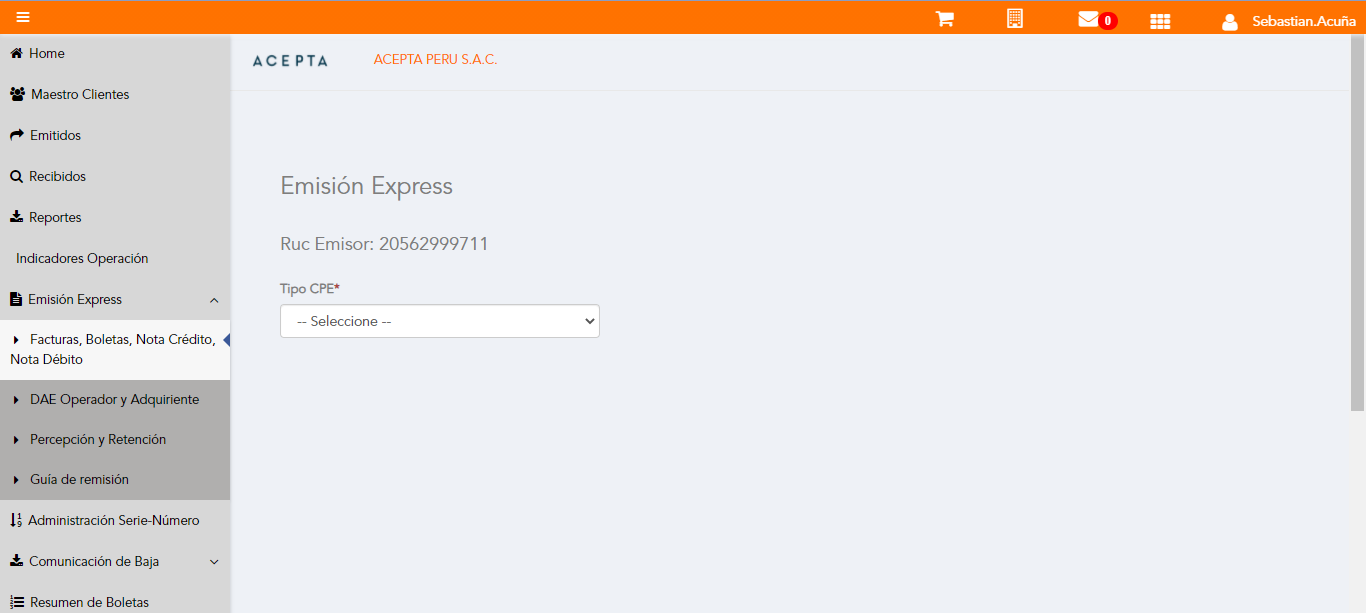 0
Sebastian.Acuña
Home
Maestro Clientes
Emitidos
Recibidos
Reportes
Indicadores Operación
Emisión Express
Facturas, Boletas, Nota Crédito,
Nota Débito
DAE Operador y Adquiriente
Percepción y Retención
Guía de remisión
Administración Serie-Número
Comunicación de Baja
Resumen de Boletas
ACEPTA
ACEPTA PERU S.A.C.
Emisión Express
Ruc Emisor: 20562999711
Tipo CPE*
-- Seleccione --